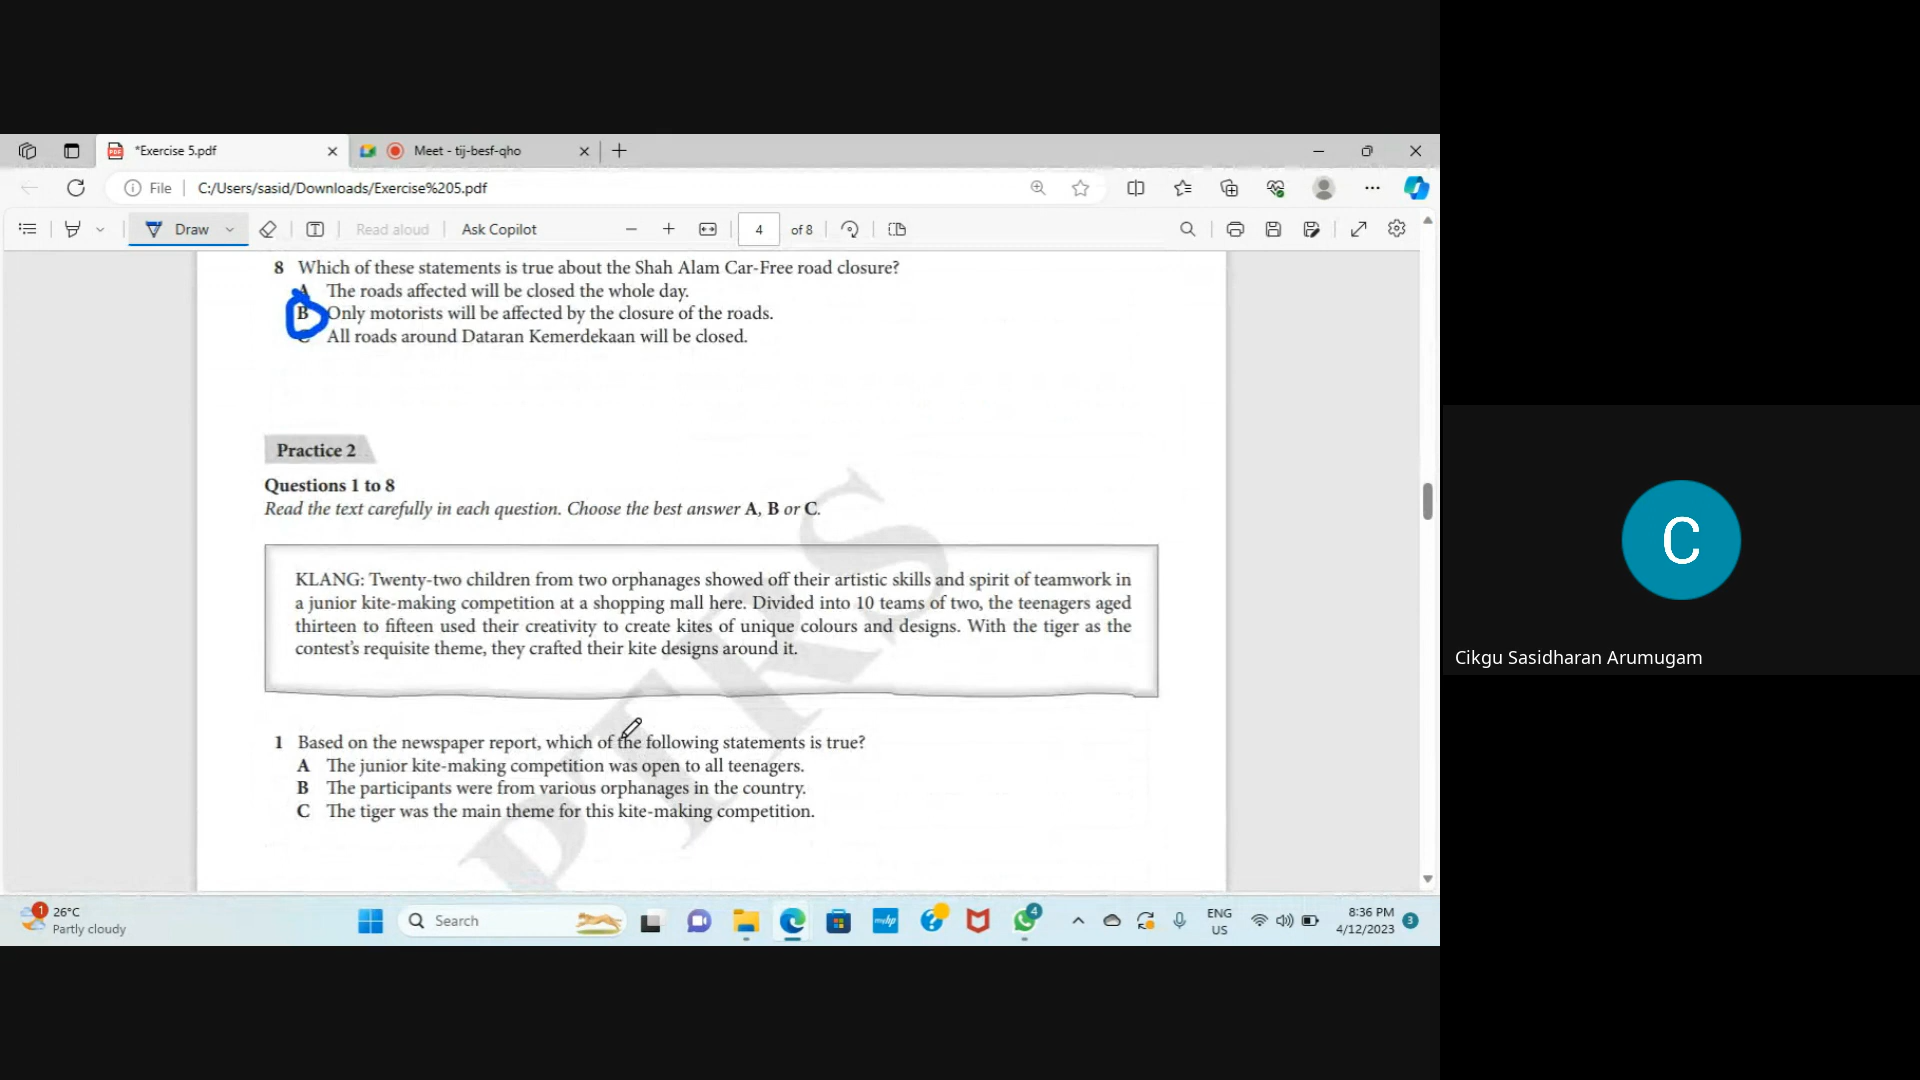 *Exercise 5.pdf
Meet - tij-besf-qho
File
C:/Users/sasid/Downloads/Exercise%205.pdf
Draw
Read aloud
Ask Copilot
4
of 8
8 Which of these statements is true about the Shah Alam Car-Free road closure?
A The roads affected will be closed the whole day.
B Only motorists will be affected by the closure of the roads.
C All roads around Dataran Kemerdekaan will be closed.
Practice 2
Questions 1 to 8
Read the text carefully in each question. Choose the best answer A, B or C.
KLANG: Twenty-two children from two orphanages showed off their artistic skills and spirit of teamwork in
a junior kite-making competition at a shopping mall here. Divided into 10 teams of two, the teenagers aged
thirteen to fifteen used their creativity to create kites of unique colours and designs. With the tiger as the
contest's requisite theme, they crafted their kite designs around it.
1 Based on the newspaper report, which of the following statements is true?
A The junior kite-making competition was open to all teenagers.
B The participants were from various orphanages in the country.
C The tiger was the main theme for this kite-making competition.
PTRS
C
Cikgu Sasidharan Arumugam
1
26°C
Partly cloudy
Search
myhp
4
ENG
US
8:36 PM
4/12/2023
3